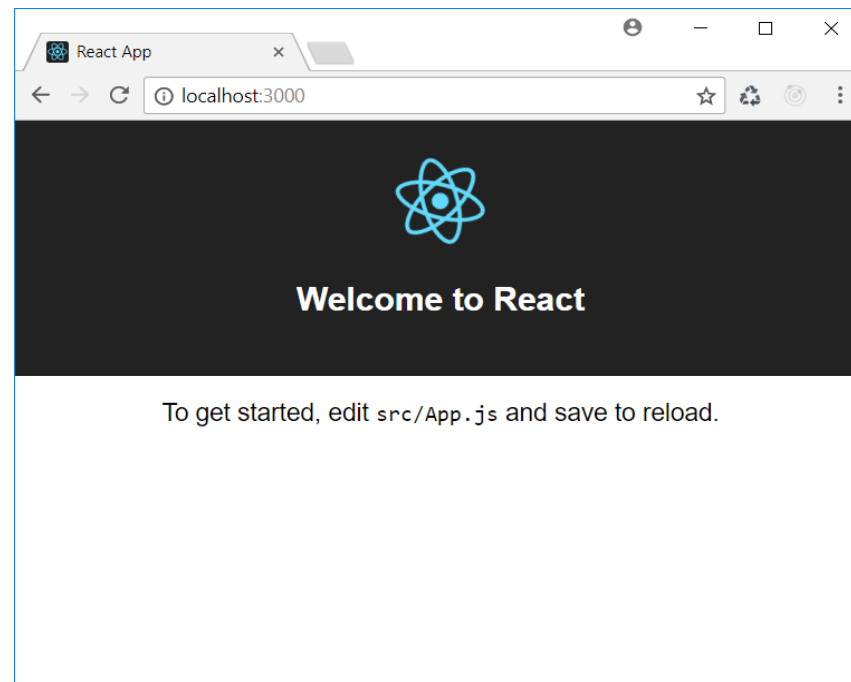 React App
localhost:3000
Welcome to React
To get started, edit src/App.js and save to reload.